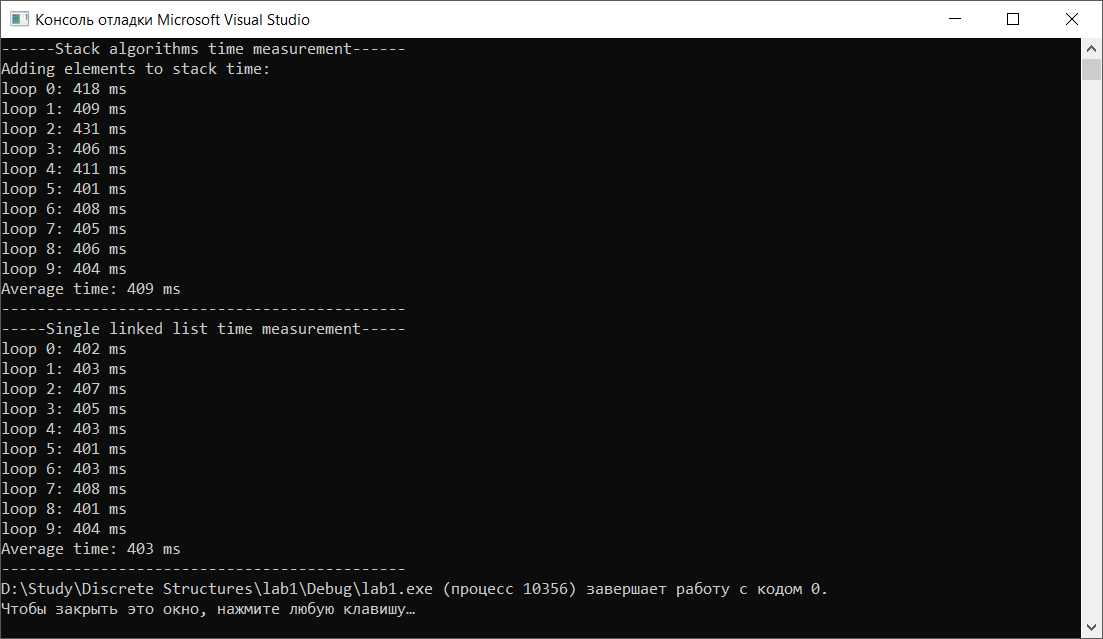 Консоль отладки Microsoft Visual Studio
------Stack algorithms time measurement------
Adding elements to stack time:
loop 0: 418 ms
loop 1: 409 ms
loop 2: 431 ms
loop 3: 406 ms
loop 4: 411 ms
loop 5: 401 ms
loop 6: 408 ms
loop 7: 405 ms
loop 8: 406 ms
loop 9: 404 ms
Average time: 409 ms
---------------------------------------------
-----Single linked list time measurement-----
loop 0: 402 ms
loop 1: 403 ms
loop 2: 407 ms
loop 3: 405 ms
loop 4: 403 ms
loop 5: 401 ms
loop 6: 403 ms
loop 7: 408 ms
loop 8: 401 ms
loop 9: 404 ms
Average time: 403 ms
---------------------------------------------
D:\Study\Discrete Structures\lab1\Debug\lab1.exe (процесс 10356) завершает работу с кодом 0.
Чтобы закрыть это окно, нажмите любую клавишу…